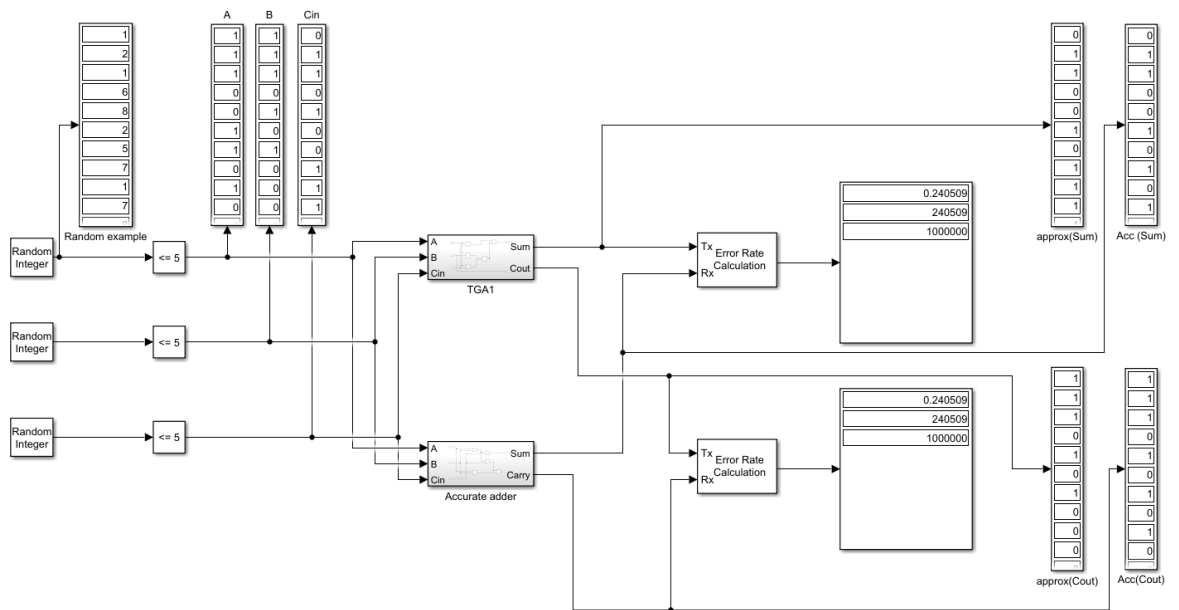 A B Cin
1
2
1
6
8
2
5
7
1
7
Random example
1
1
1
0
0
1
1
0
1
0
1
1
1
0
1
0
1
0
0
0
0
1
1
0
1
0
0
1
0
1
Random
Integer
<= 5
Random
Integer
<= 5
Random
Integer
<= 5
A
B
Cin
Sum
Cout
TGA1
A
B
Cin
Sum
Carry
Accurate adder
Tx
Rx
Error Rate
Calculation
0.240509
240509
1000000
Tx
Rx
Error Rate
Calculation
0.240509
240509
1000000
0
1
1
0
0
1
0
1
1
1
approx(Sum)
0
1
1
0
0
1
0
1
0
1
Acc (Sum)
1
1
1
0
1
0
1
0
0
0
approx(Cout)
1
1
1
0
1
0
1
0
1
0
Acc(Cout)